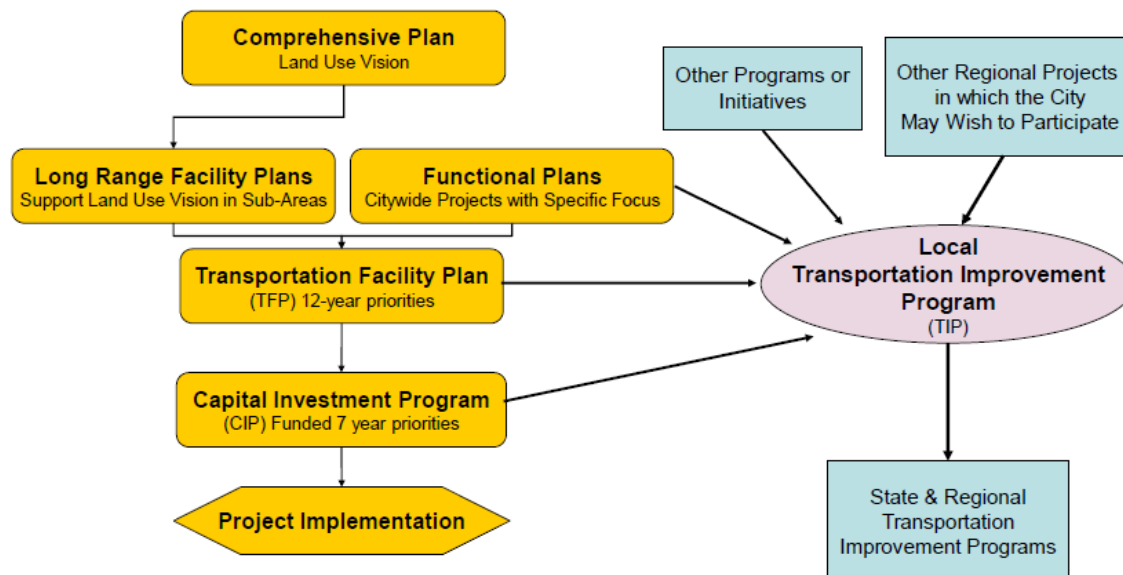 Comprehensive Plan
Land Use Vision
Other Programs or
Initiatives
Other Regional Projects
in which the City
May Wish to Participate
Long Range Facility Plans
Support Land Use Vision in Sub-Areas
Functional Plans
Citywide Projects with Specific Focus
Transportation Facility Plan
(TFP) 12-year priorities
Local
Transportation Improvement
Program
(TIP)
Capital Investment Program
(CIP) Funded 7 year priorities
Project Implementation
State & Regional
Transportation
Improvement Programs